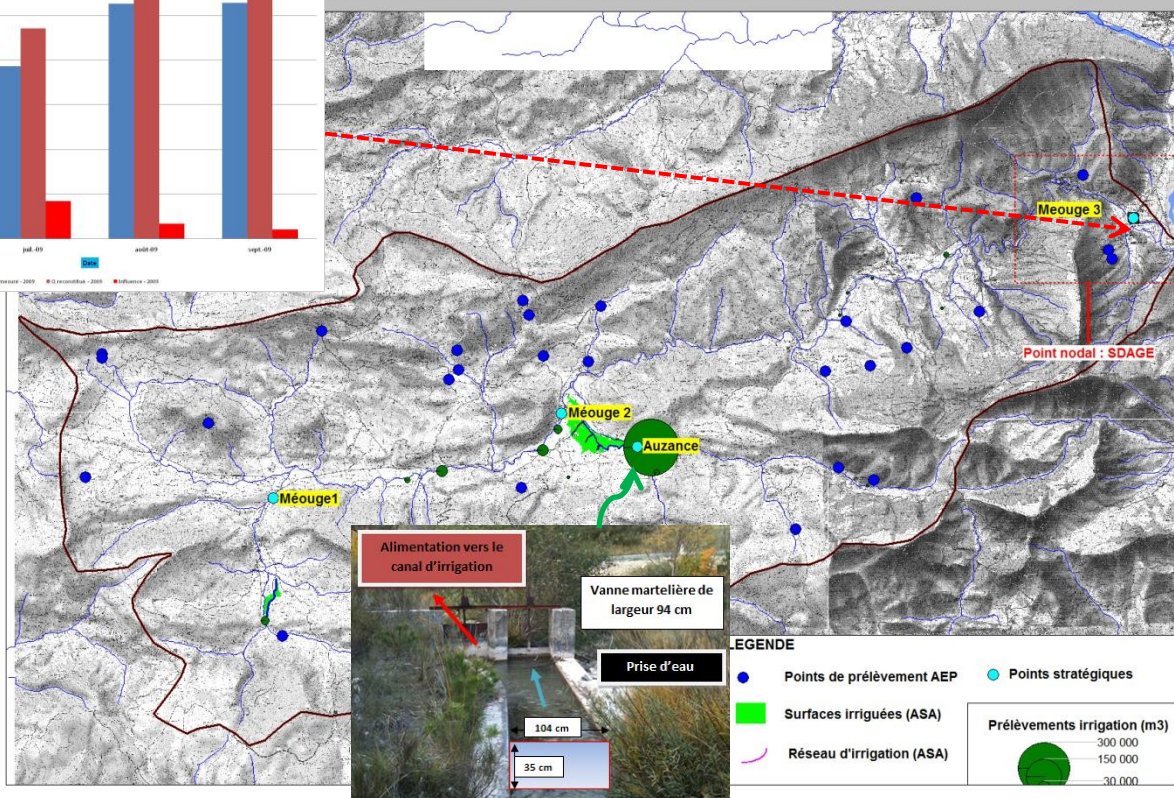 juil.-09 août-09 sept.-09
Date
mesuré - 2009 Q reconstitué - 2009 Influence - 2009
Meouge 3
Point nodal : SDAGE
Méouge 2
Auzance
Méouge1
Alimentation vers le
canal d'irrigation
Vanne martelière de
largeur 94 cm
Prise d'eau
104 cm
35 cm
LEGENDE
Points de prélèvement AEP
Points stratégiques
Surfaces irriguées (ASA)
Réseau d'irrigation (ASA)
Prélèvements irrigation (m3)
300 000
150 000
30 000